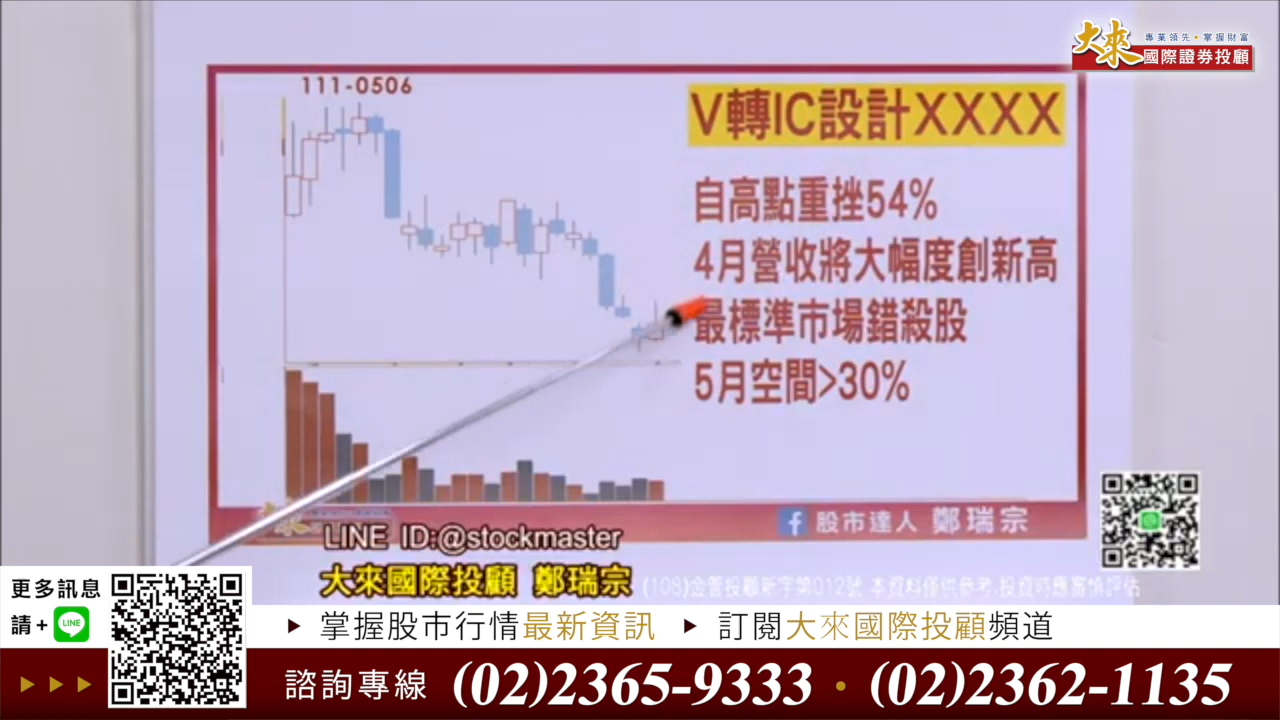 大來
專業領先•掌握財富
國際證券投顧
111-0506
V轉IC設計XXXX
自高點重挫54%
4月營收將大幅度創新高
最標準市場錯殺股
5月空間>30%
大來
股市達人 鄭瑞宗
LINE ID:@stockmaster
大來國際投顧 鄭瑞宗
(108)金管投顧新字第012號 本資料僅供參考,投資時應審慎評估
更多訊息
請+
LINE
掌握股市行情最新資訊
訂閱大來國際投顧頻道
諮詢專線 (02)2365-9333 • (02)2362-1135